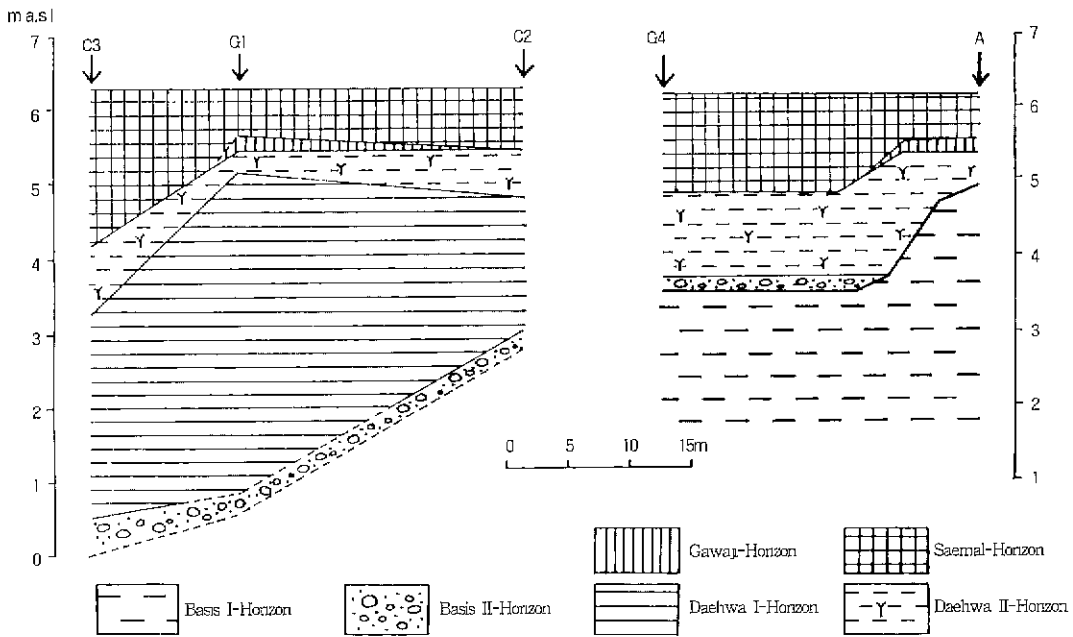 m a.s l
C3 G1 C2 G4 A
7 7
6 6
5 5
4 4
3 3
2 2
1 1
0
0 5 10 15m
Gawaji-Horizon Saemal-Horizon
Basis I-Horizon Basis II-Horizon Daehwa I-Horizon Daehwa II-Horizon